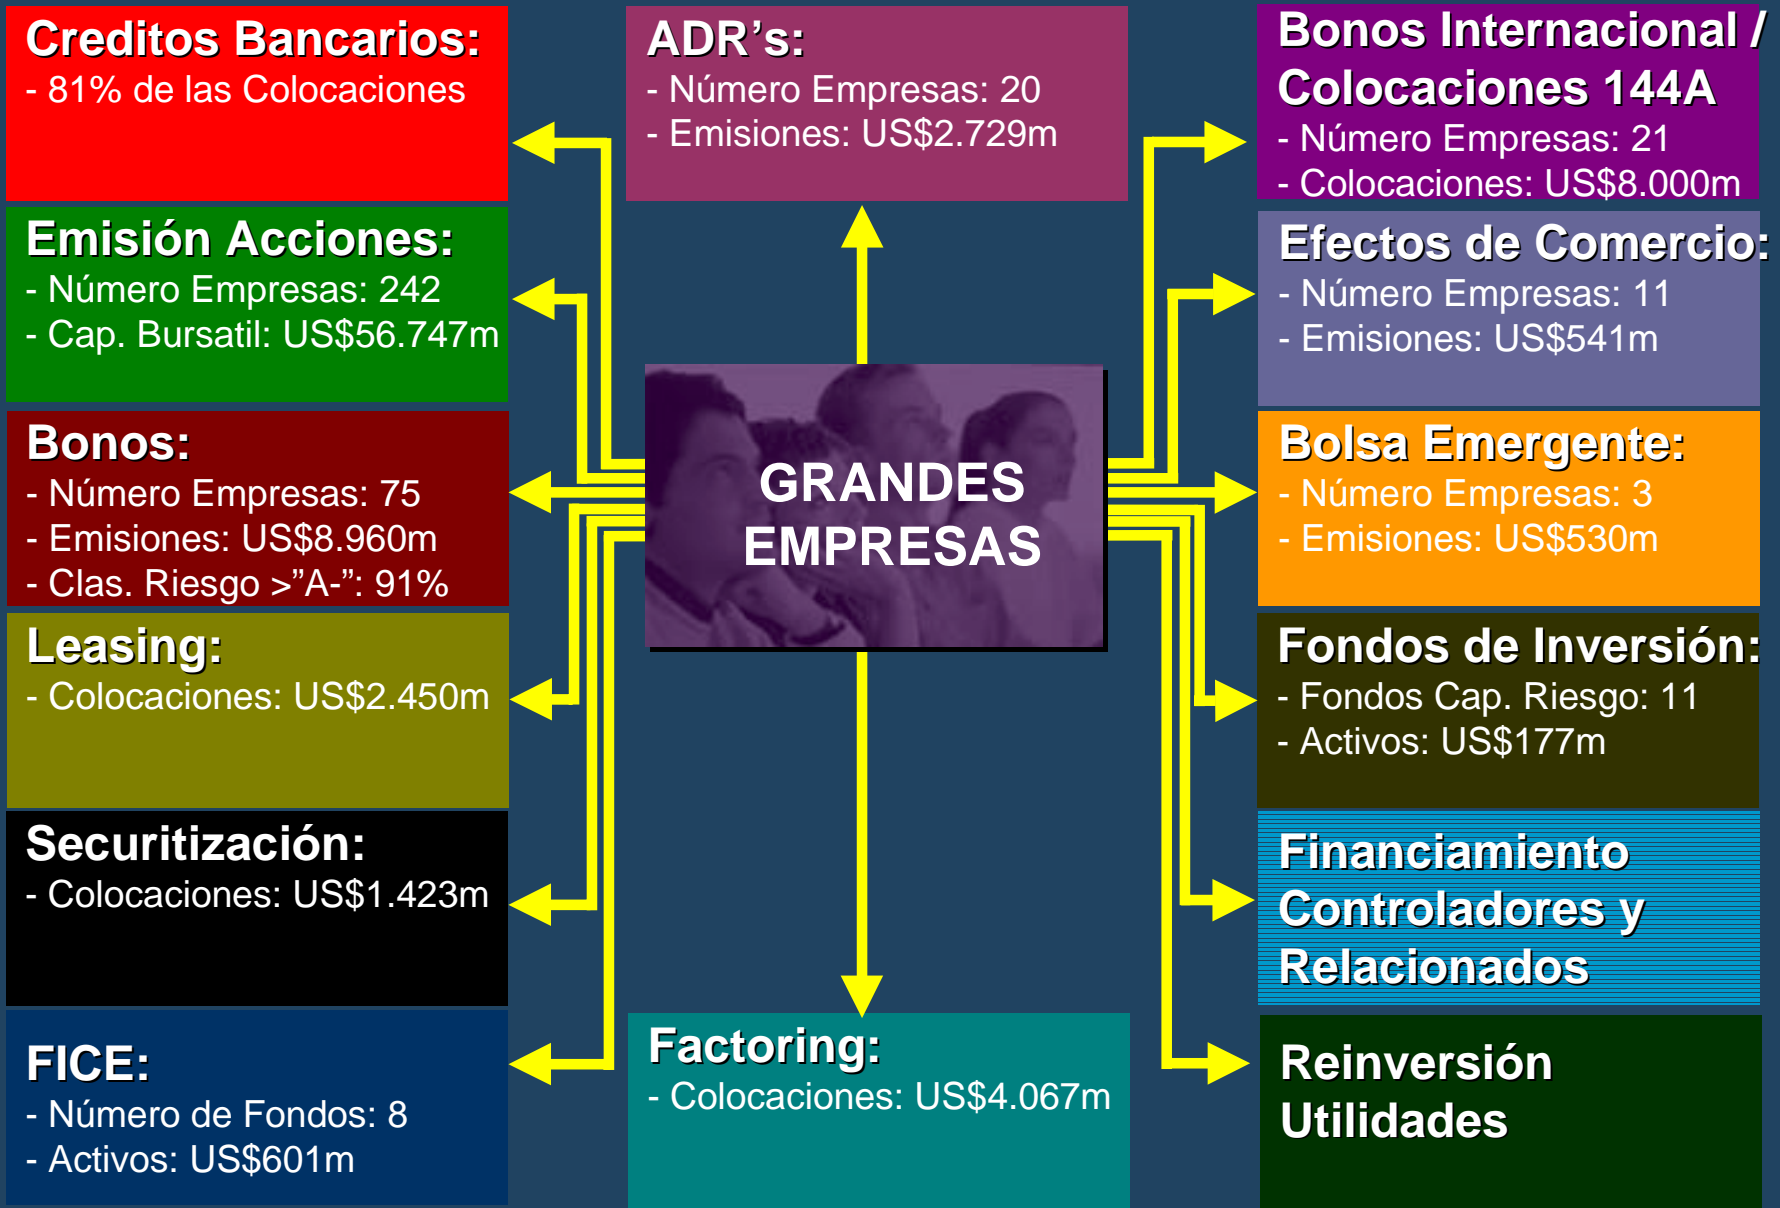 Creditos Bancarios:
- 81% de las Colocaciones
Emisión Acciones:
- Número Empresas: 242
- Cap. Bursatil: US$56.747m
Bonos:
- Número Empresas: 75
- Emisiones: US$8.960m
- Clas. Riesgo >”A-”: 91%
Leasing:
- Colocaciones: US$2.450m
Securitización:
- Colocaciones: US$1.423m
FICE:
- Número de Fondos: 8
- Activos: US$601m
ADR’s:
- Número Empresas: 20
- Emisiones: US$2.729m
GRANDES
EMPRESAS
Factoring:
- Colocaciones: US$4.067m
Bonos Internacional /
Colocaciones 144A
- Número Empresas: 21
- Colocaciones: US$8.000m
Efectos de Comercio:
- Número Empresas: 11
- Emisiones: US$541m
Bolsa Emergente:
- Número Empresas: 3
- Emisiones: US$530m
Fondos de Inversión:
- Fondos Cap. Riesgo: 11
- Activos: US$177m
Financiamiento
Controladores y
Relacionados
Reinversión
Utilidades